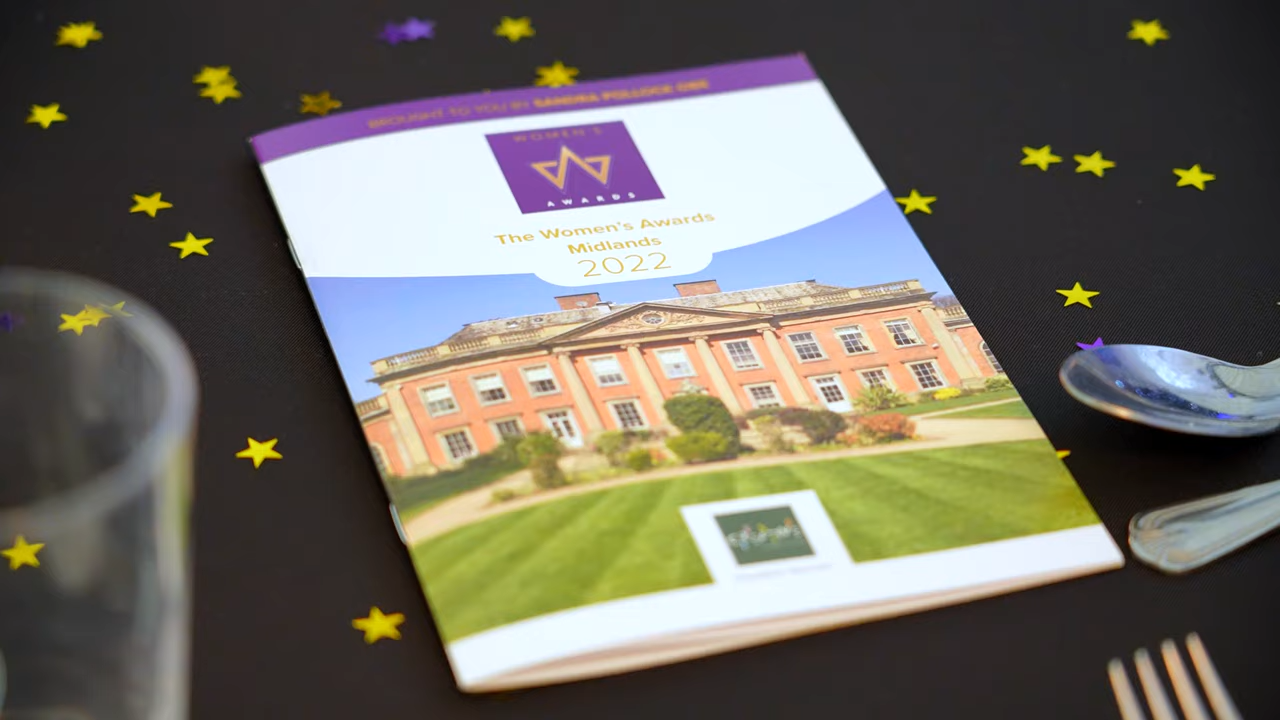 BROUGHT TO YOU BY SANDRA POLLOCK OBE
WOMEN'S
AWARDS
The Women's Awards
Midlands
2022